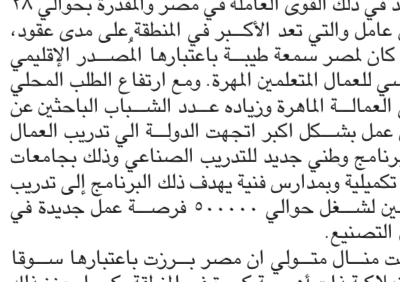 في ذلك القوى العاملة في مصر والمقدرة بحوالي ٢٨
عامل والتي تعد الأكبر في المنطقة على مدى عقود،
كان لمصر سمعة طيبة باعتبارها المصدر الإقليمي
للعمال المتعلمين المهرة. ومع ارتفاع الطلب المحلي
العمالة الماهرة وزياده عدد الشباب الباحثين عن
عمل بشكل اكبر اتجهت الدولة الي تدريب العمال
برنامج وطني جديد للتدريب الصناعي وذلك بجامعات
تكميلية وبمدارس فنية يهدف ذلك البرنامج إلى تدريب
لشغل حوالي ٥٠٠٠٠٠ فرصة عمل جديدة في
التصنيع.
منال متولي ان مصر برزت باعتبارها سوقا